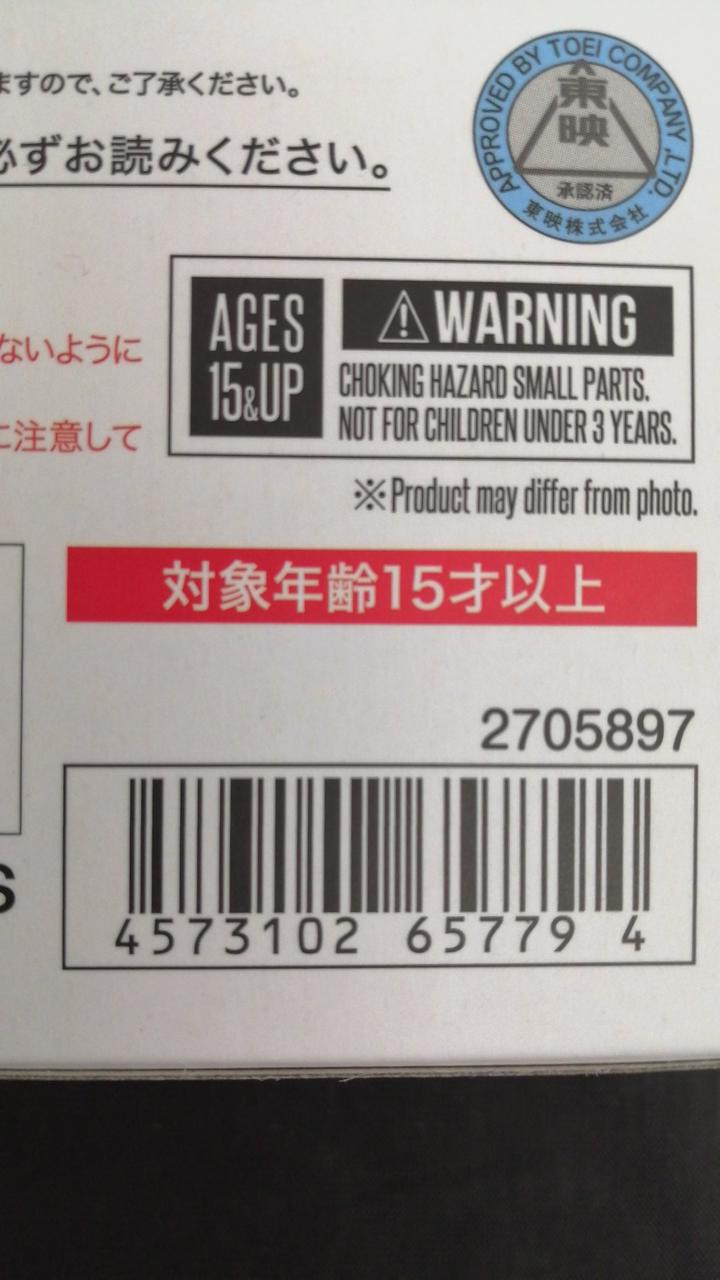 ますので、ご了承ください。
必ずお読みください。
APPROVED BY TOEI COMPANY,LTD.
東映
承認済
東映株式会社
ないように
に注意して
AGES
15&UP
⚠WARNING
CHOKING HAZARD SMALL PARTS.
NOT FOR CHILDREN UNDER 3 YEARS.
※Product may differ from photo.
対象年齢15才以上
2705897
4573102 65779 4
S